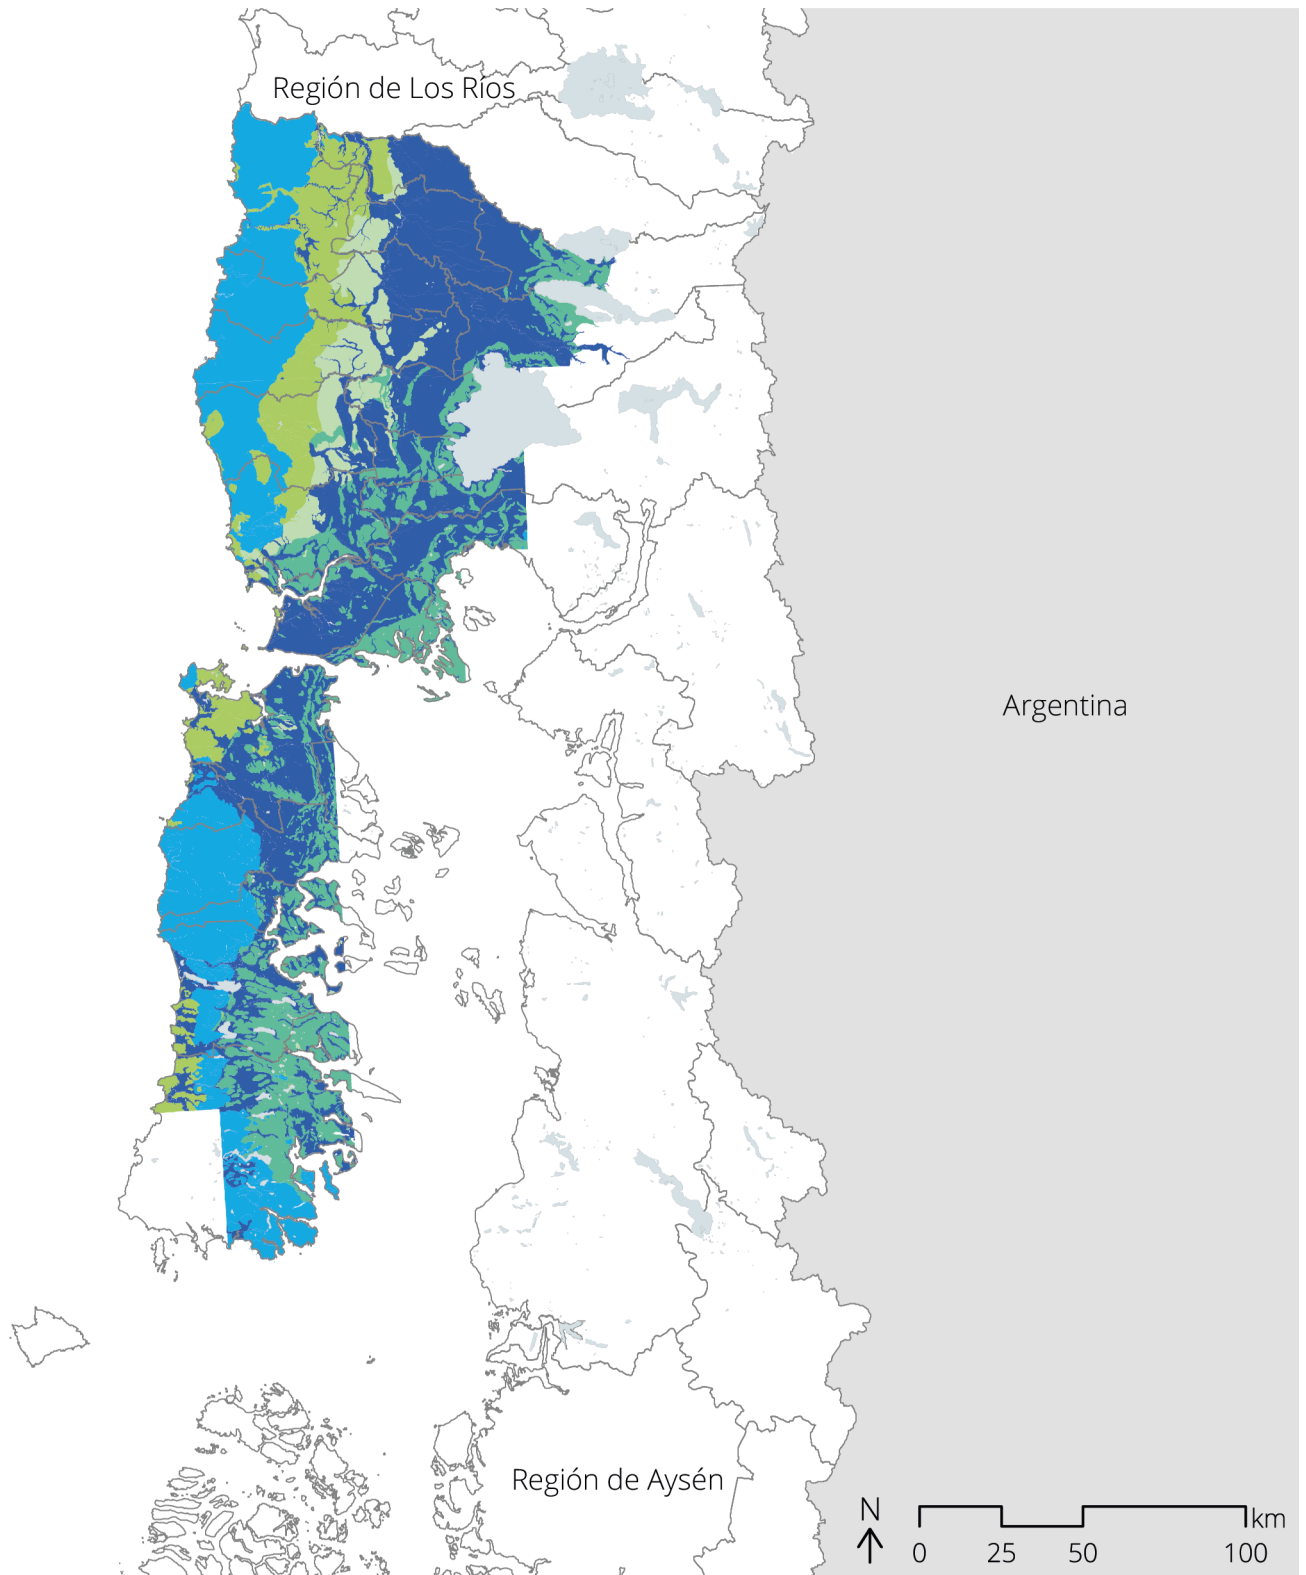 Región de Los Ríos
Argentina
Región de Aysén
N
km
0 25 50 100